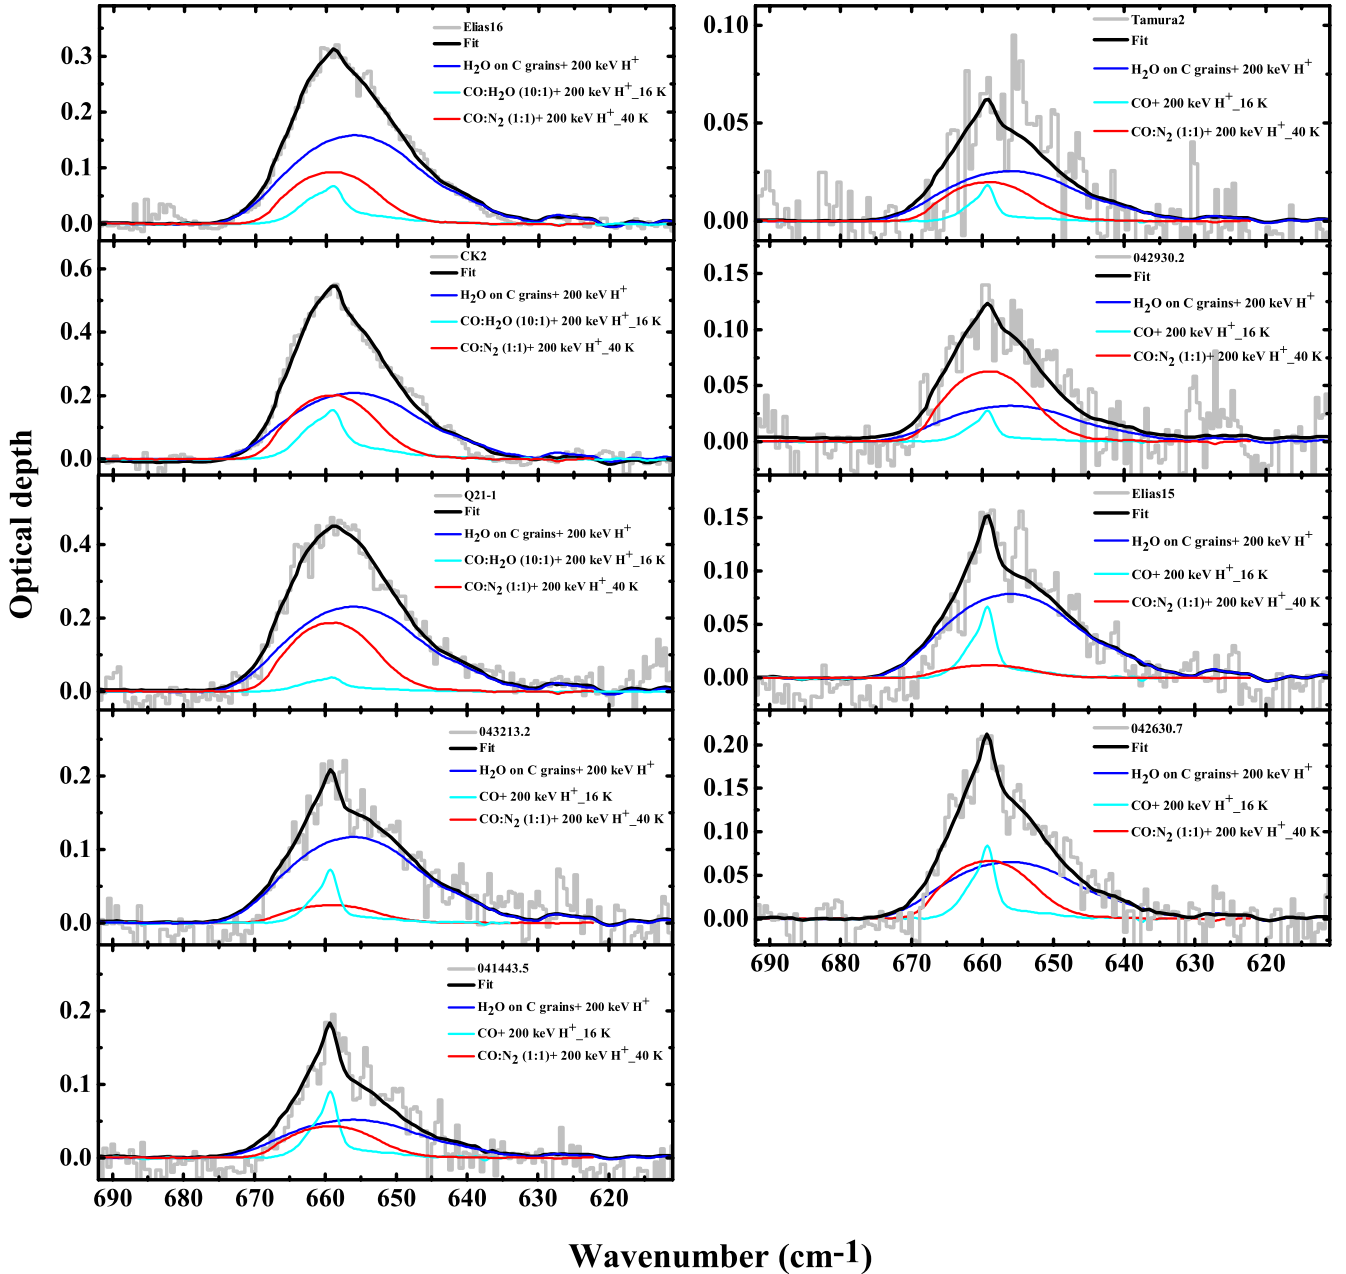 Optical depth
Elias16
Fit
H2O on C grains+ 200 keV H+
CO:H2O (10:1)+ 200 keV H+_16 K
CO:N2 (1:1)+ 200 keV H+_40 K
0.3
0.2
0.1
0.0
CK2
Fit
H2O on C grains+ 200 keV H+
CO:H2O (10:1)+ 200 keV H+_16 K
CO:N2 (1:1)+ 200 keV H+_40 K
0.6
0.4
0.2
0.0
Q21-1
Fit
H2O on C grains+ 200 keV H+
CO:H2O (10:1)+ 200 keV H+_16 K
CO:N2 (1:1)+ 200 keV H+_40 K
0.4
0.2
0.0
043213.2
Fit
H2O on C grains+ 200 keV H+
CO+ 200 keV H+_16 K
CO:N2 (1:1)+ 200 keV H+_40 K
0.2
0.1
0.0
041443.5
Fit
H2O on C grains+ 200 keV H+
CO+ 200 keV H+_16 K
CO:N2 (1:1)+ 200 keV H+_40 K
0.2
0.1
0.0
690 680 670 660 650 640 630 620
Tamura2
Fit
H2O on C grains+ 200 keV H+
CO+ 200 keV H+_16 K
CO:N2 (1:1)+ 200 keV H+_40 K
0.10
0.05
0.00
042930.2
Fit
H2O on C grains+ 200 keV H+
CO+ 200 keV H+_16 K
CO:N2 (1:1)+ 200 keV H+_40 K
0.15
0.10
0.05
0.00
Elias15
Fit
H2O on C grains+ 200 keV H+
CO+ 200 keV H+_16 K
CO:N2 (1:1)+ 200 keV H+_40 K
0.15
0.10
0.05
0.00
042630.7
Fit
H2O on C grains+ 200 keV H+
CO+ 200 keV H+_16 K
CO:N2 (1:1)+ 200 keV H+_40 K
0.20
0.15
0.10
0.05
0.00
690 680 670 660 650 640 630 620
Wavenumber (cm-1)